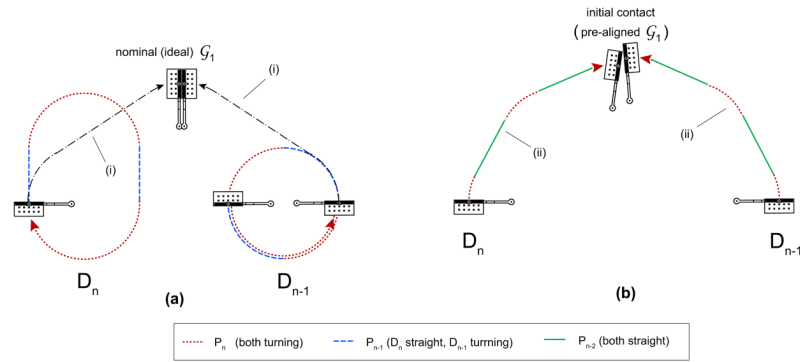 initial contact
( pre-aligned 𝒢1 )
nominal (ideal) 𝒢1
(i)
(i)
(ii)
(ii)
Dn
Dn-1
Dn
Dn-1
(a)
(b)
Pn (both turning)
Pn-1 (Dn straight, Dn-1 turrning)
Pn-2 (both straight)